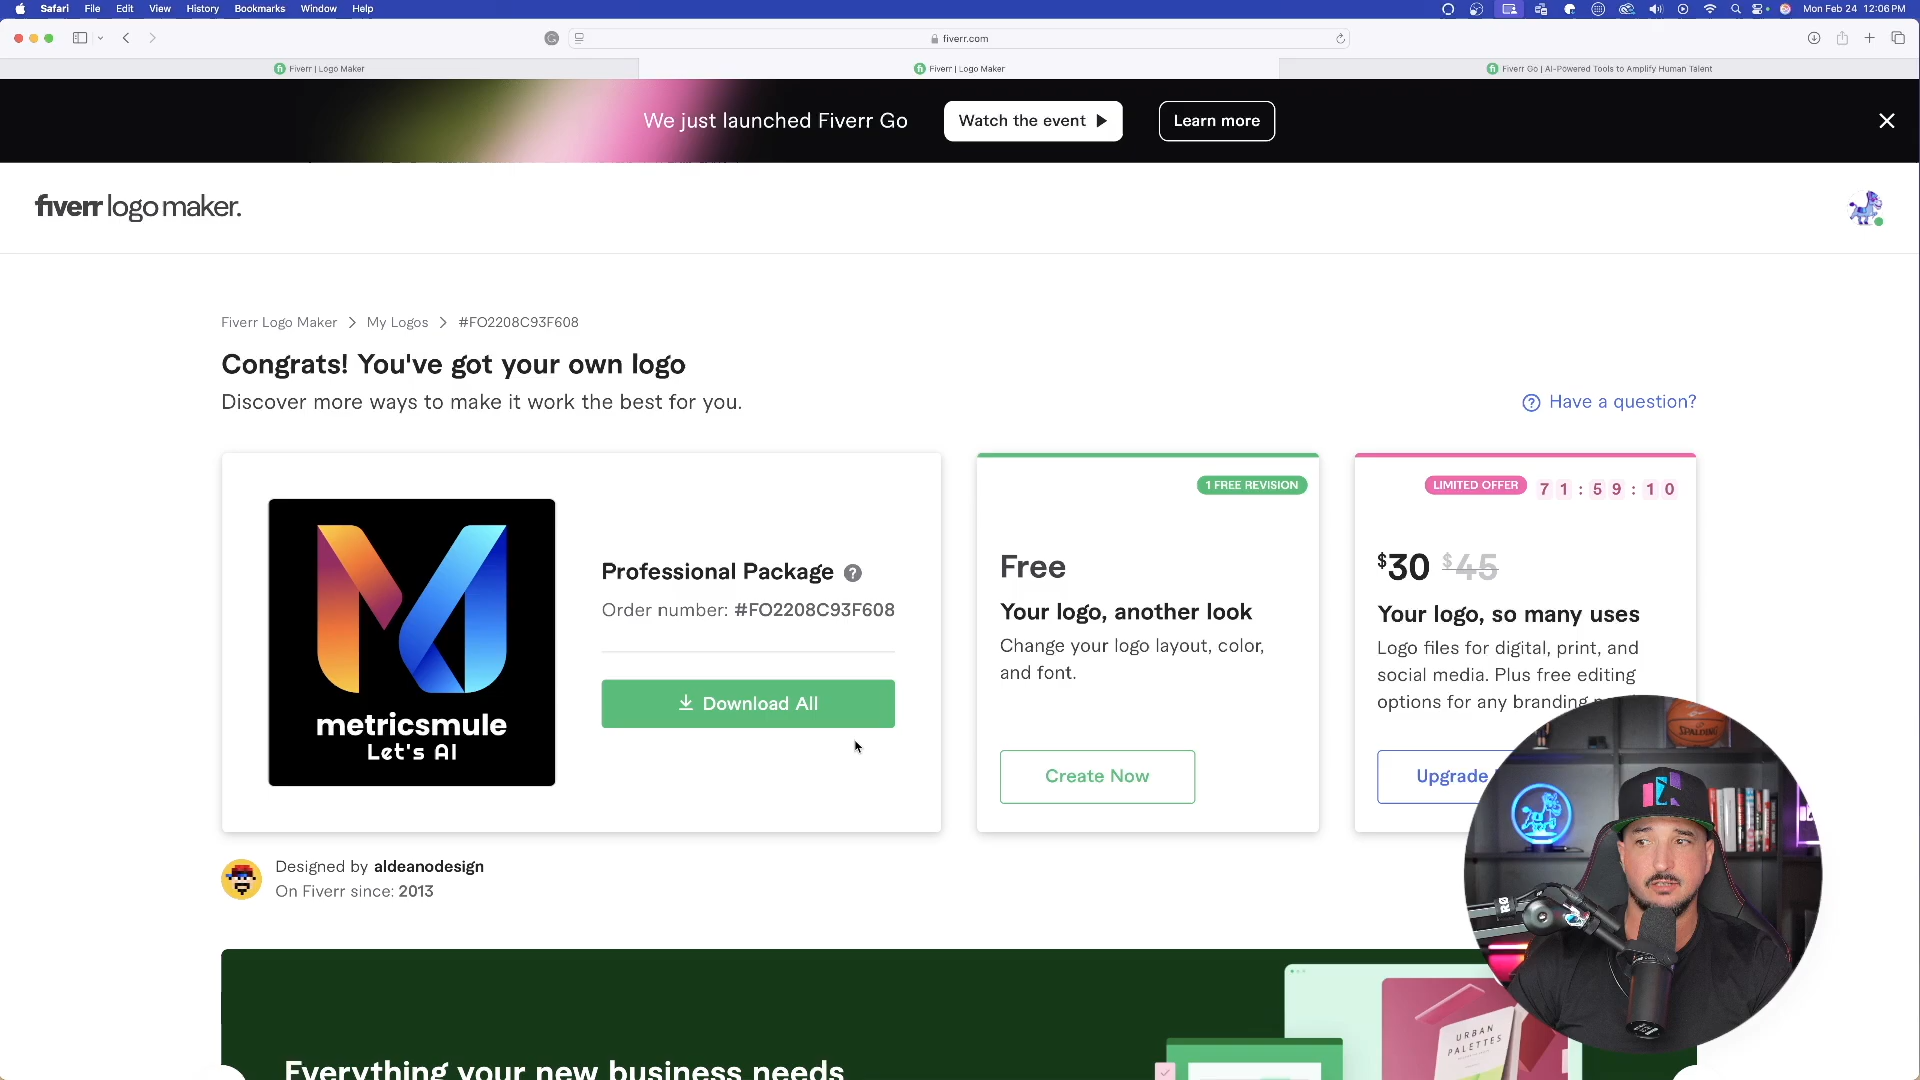 Safari File Edit View History Bookmarks Window Help
Mon Feb 24 12:06 PM
fiverr.com
Fiverr | Logo Maker
Fiverr | Logo Maker
Fiverr Go | AI-Powered Tools to Amplify Human Talent
We just launched Fiverr Go
Watch the event
Learn more
fiverr logo maker.
Fiverr Logo Maker > My Logos > #FO2208C93F608
Congrats! You've got your own logo
Discover more ways to make it work the best for you.
Have a question?
metricsmule
Let's AI
Professional Package
Order number: #FO2208C93F608
Download All
1 FREE REVISION
Free
Your logo, another look
Change your logo layout, color,
and font.
Create Now
LIMITED OFFER
71:59:10
$30 $45
Your logo, so many uses
Logo files for digital, print, and
social media. Plus free editing
options for any branding
Upgrade
Designed by aldeanodesign
On Fiverr since: 2013
Everything your new business needs
URBAN
PALETTES
SPALDING